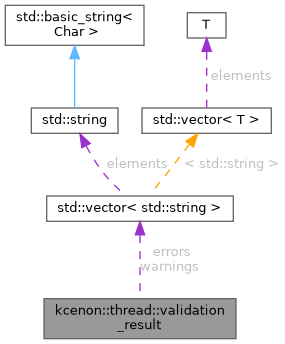 std::basic_string<
Char >
T
elements
std::string
std::vector< T >
elements
< std::string >
std::vector< std::string >
errors
warnings
kcenon::thread::validation
_result